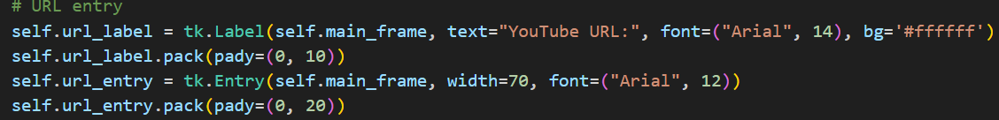 # URL entry
self.url_label = tk.Label(self.main_frame, text="YouTube URL:", font=("Arial", 14), bg='#ffffff')
self.url_label.pack(pady=(0, 10))
self.url_entry = tk.Entry(self.main_frame, width=70, font=("Arial", 12))
self.url_entry.pack(pady=(0, 20))